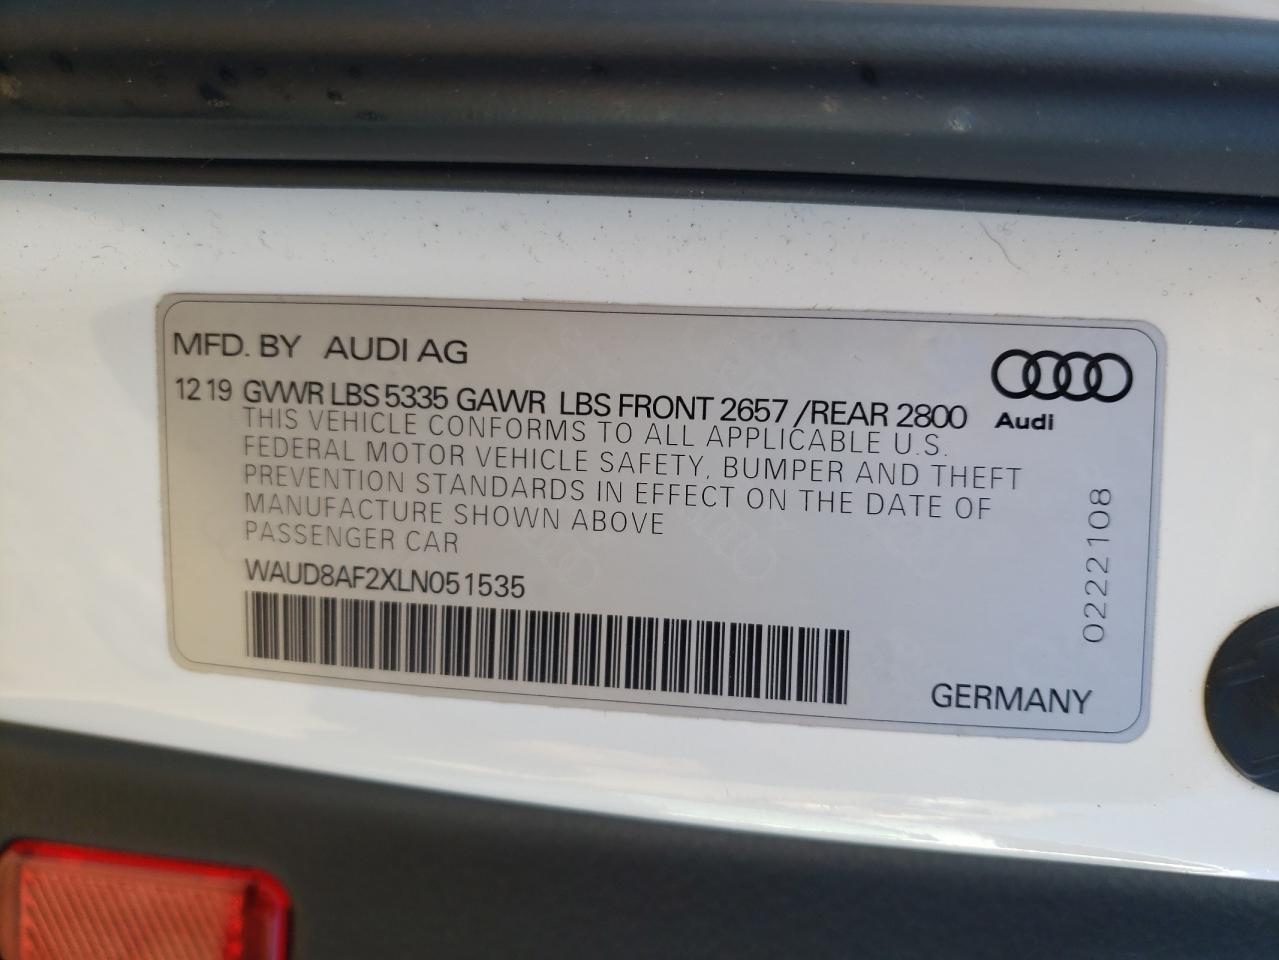 MFD. BY AUDI AG
1219 GVWR LBS 5335 GAWR LBS FRONT 2657 /REAR 2800
Audi
THIS VEHICLE CONFORMS TO ALL APPLICABLE U.S.
FEDERAL MOTOR VEHICLE SAFETY, BUMPER AND THEFT
PREVENTION STANDARDS IN EFFECT ON THE DATE OF
MANUFACTURE SHOWN ABOVE
PASSENGER CAR
WAUD8AF2XLN051535
0222108
GERMANY